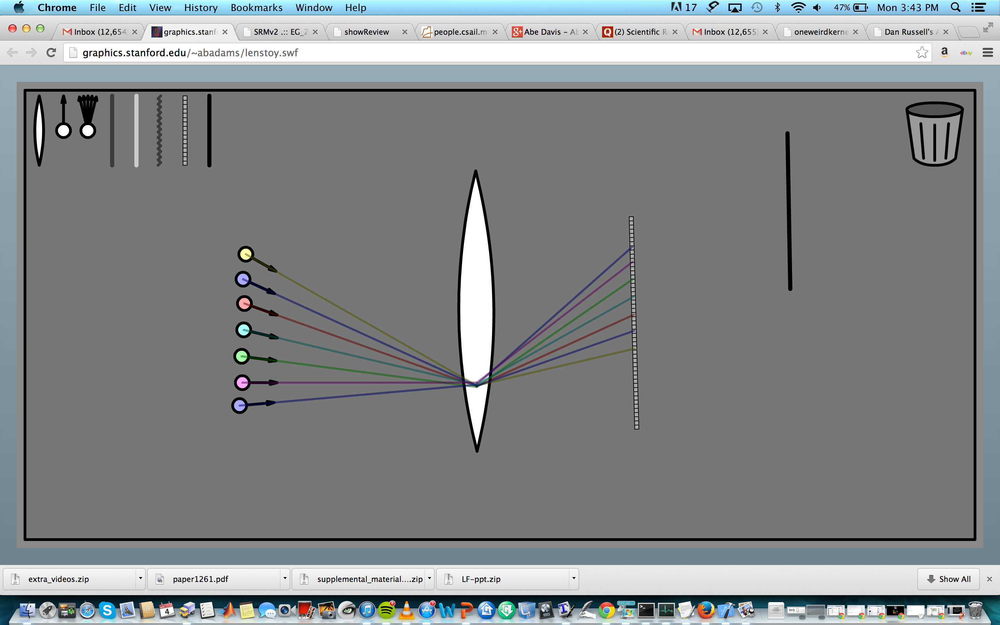 Chrome File Edit View History Bookmarks Window Help 17 47% Mon 3:43 PM
Inbox (12,654 graphics.stanf SRMv2 .:: EG_2 showReview people.csail.m Abe Davis – A (2) Scientific R Inbox (12,655) oneweirdkerne Dan Russell's
graphics.stanford.edu/~abadams/lenstoy.swf a ebay
extra_videos.zip paper1261.pdf supplemental_material....zip LF-ppt.zip Show All